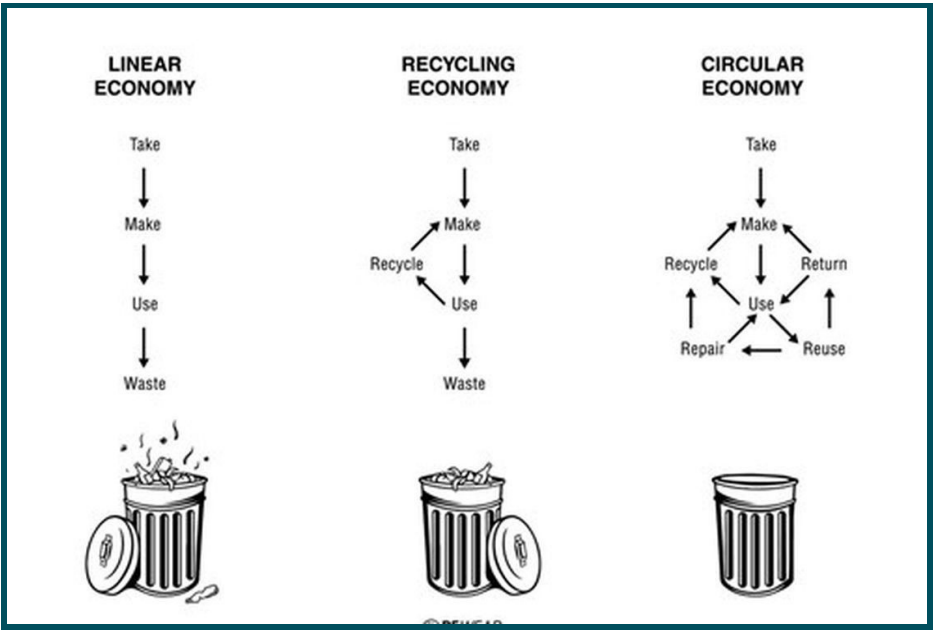 LINEAR
ECONOMY
Take
Make
Use
Waste
RECYCLING
ECONOMY
Take
Make
Recycle
Use
Waste
CIRCULAR
ECONOMY
Take
Make
Recycle
Return
Use
Repair
Reuse